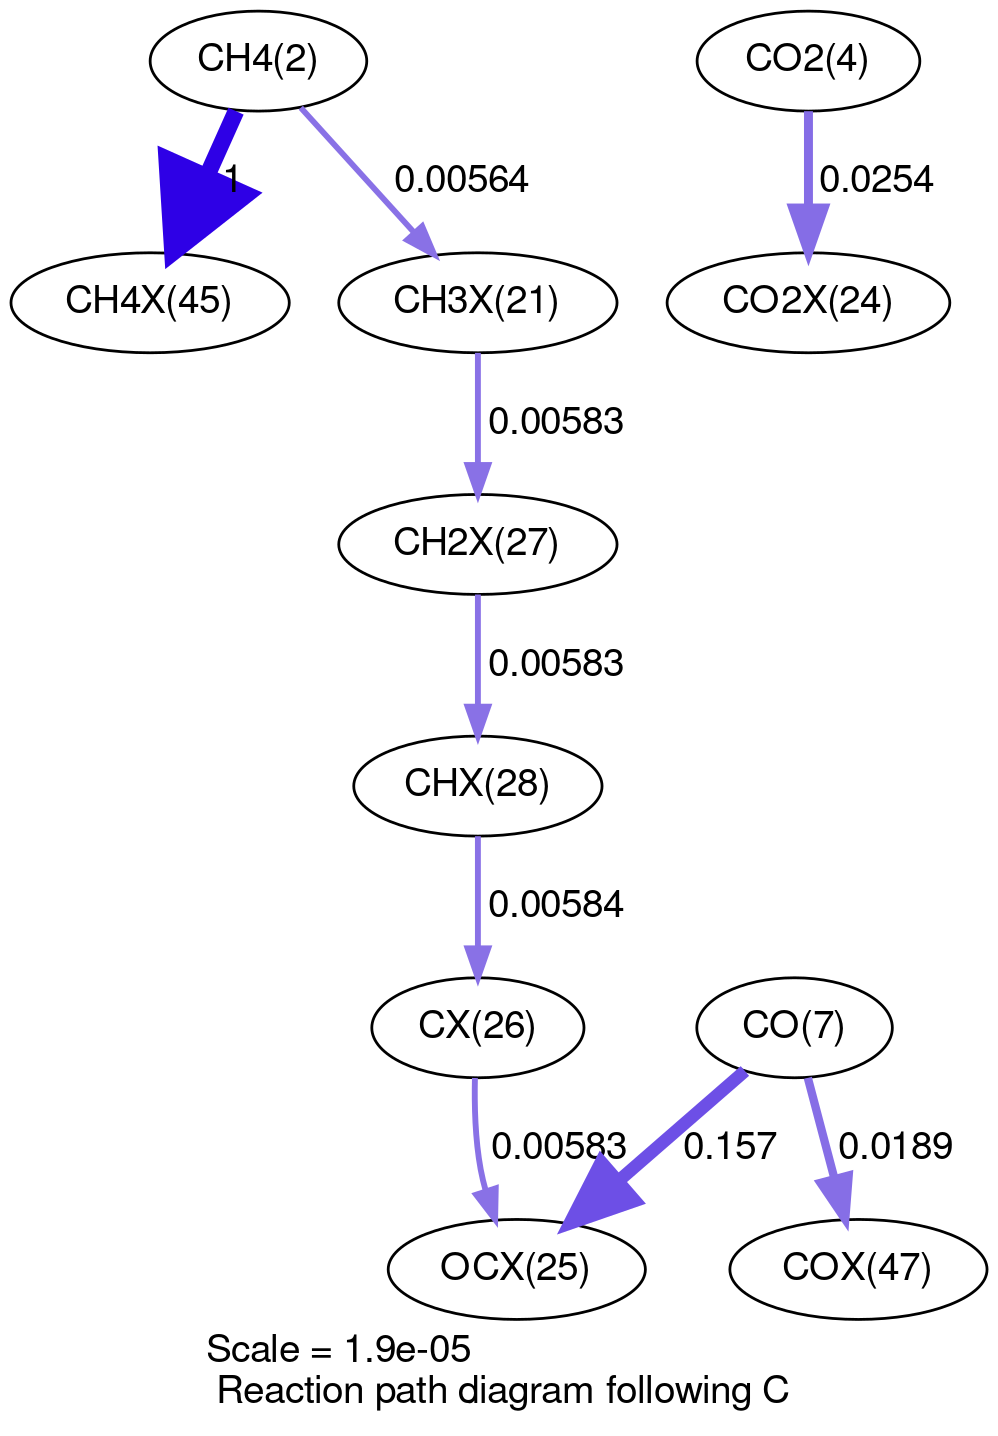 CH4(2)
CO2(4)
1
0.00564
0.0254
CH4X(45)
CH3X(21)
CO2X(24)
0.00583
CH2X(27)
0.00583
CHX(28)
0.00584
CX(26)
CO(7)
0.00583
0.157
0.0189
OCX(25)
COX(47)
Scale = 1.9e-05
Reaction path diagram following C